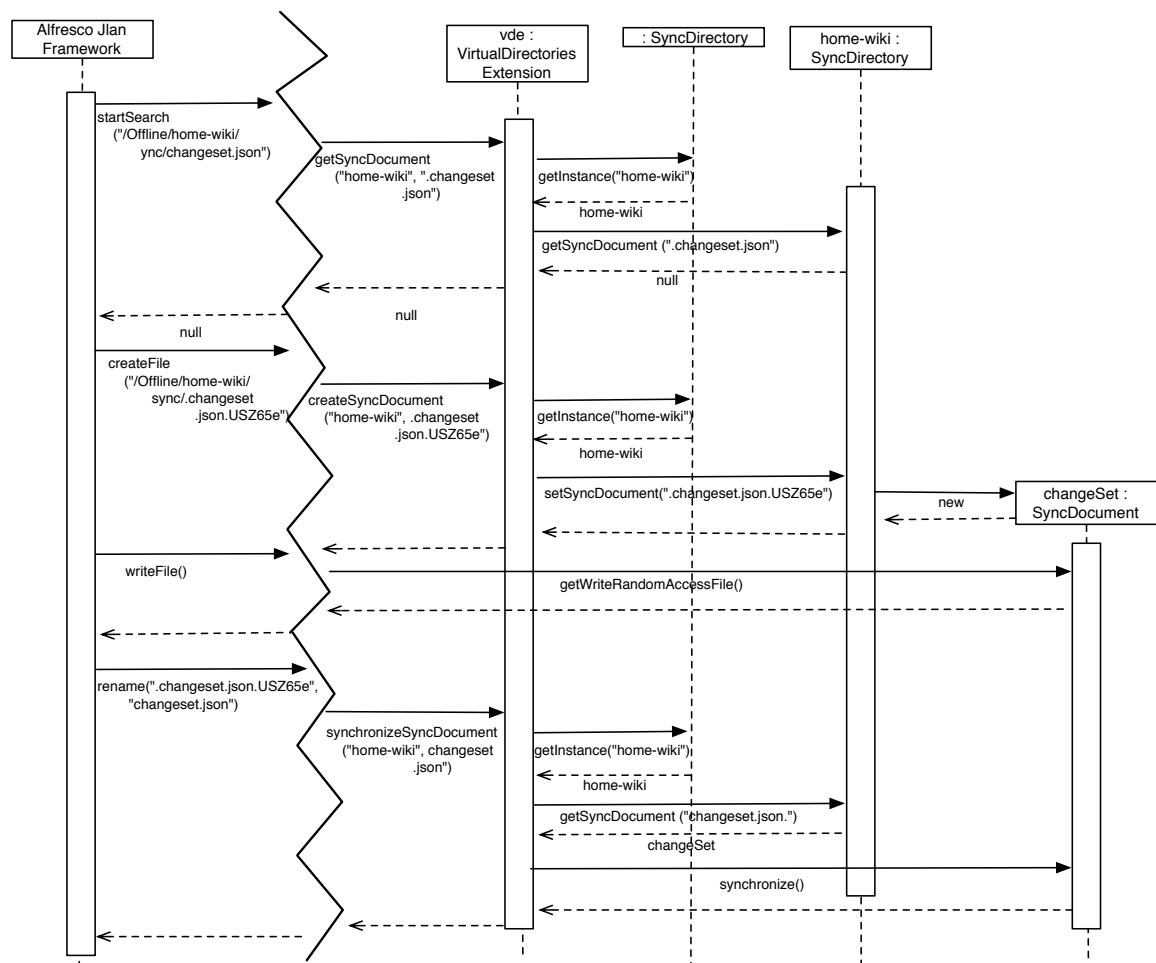 Alfresco Jlan
Framework
vde :
VirtualDirectories
Extension
: SyncDirectory
home-wiki :
SyncDirectory
startSearch
("/Offline/home-wiki/
ync/changeset.json")
getSyncDocument
("home-wiki", ".changeset
.json")
getInstance("home-wiki")
home-wiki
getSyncDocument (".changeset.json")
null
null
null
createFile
("/Offline/home-wiki/
sync/.changeset
.json.USZ65e")
createSyncDocument
("home-wiki", .changeset
.json.USZ65e")
getInstance("home-wiki")
home-wiki
setSyncDocument(".changeset.json.USZ65e")
new
changeSet :
SyncDocument
writeFile()
getWriteRandomAccessFile()
rename(".changeset.json.USZ65e",
"changeset.json")
synchronizeSyncDocument
("home-wiki", changeset
.json")
getInstance("home-wiki")
home-wiki
getSyncDocument ("changeset.json.")
changeSet
synchronize()